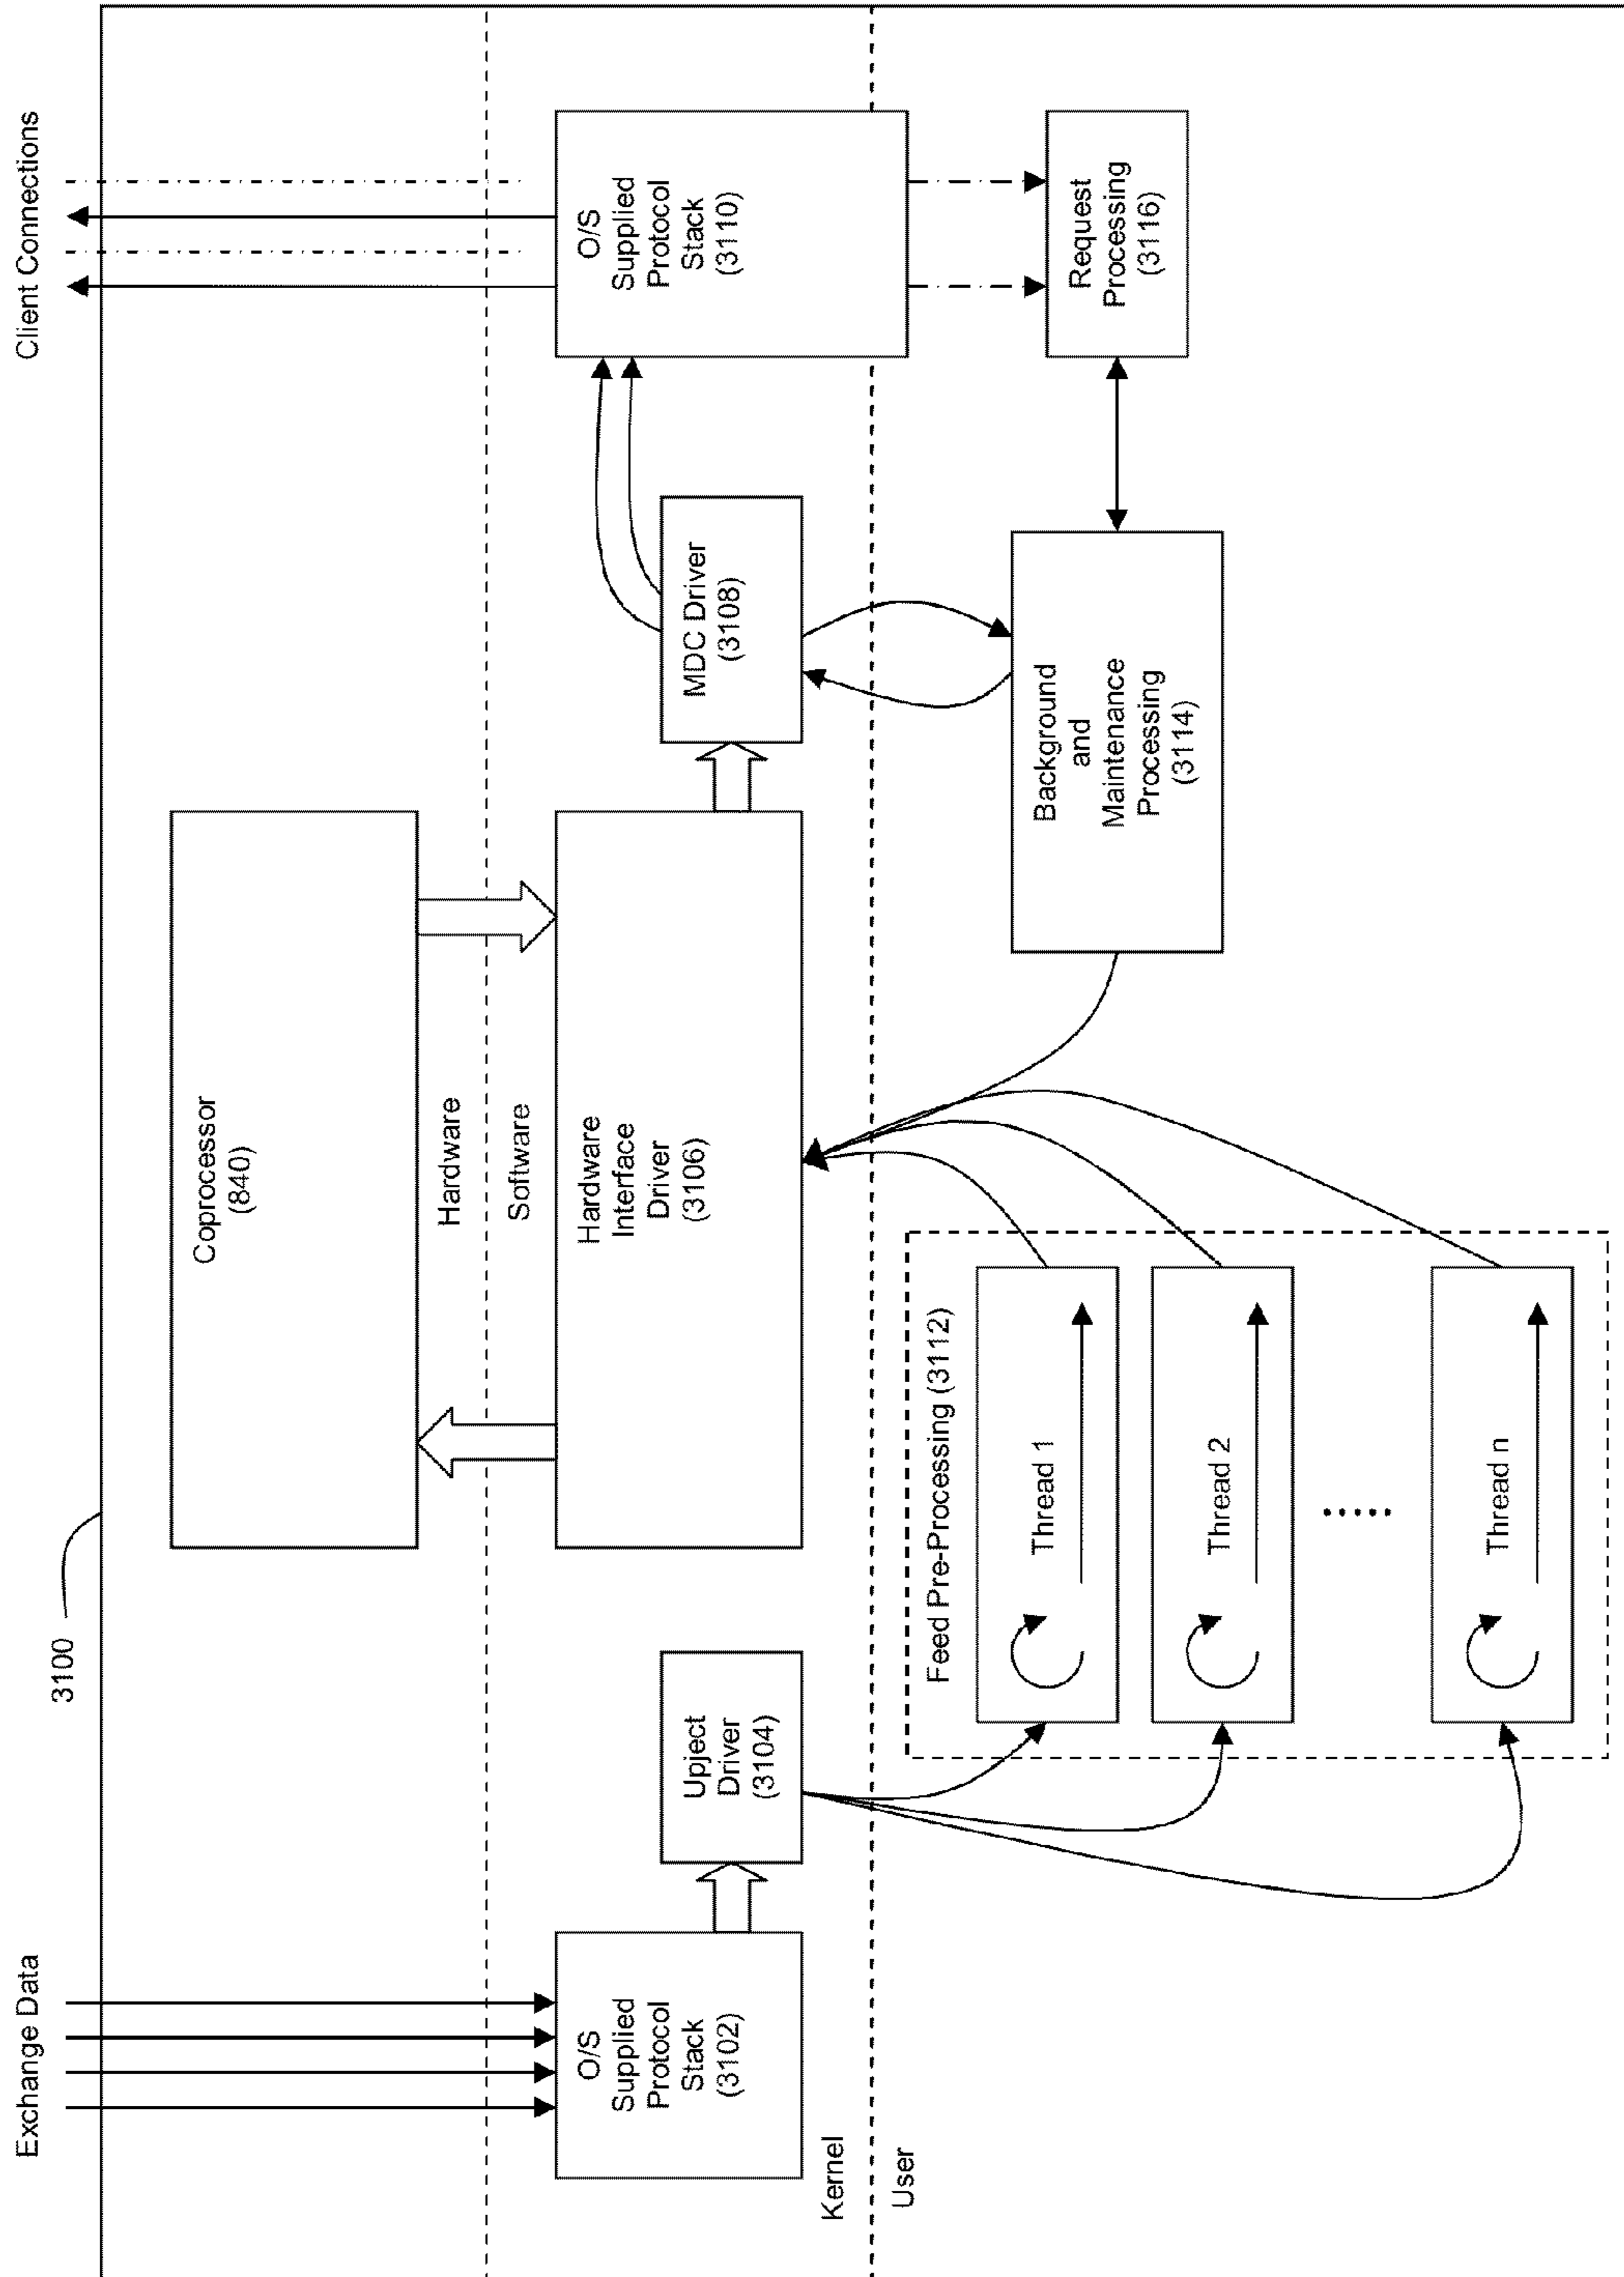 Exchange Data
Client Connections
3100
Coprocessor
(840)
Hardware
Software
O/S
Supplied
Protocol
Stack
(3102)
Upject
Driver
(3104)
Hardware
Interface
Driver
(3106)
MDC Driver
(3108)
O/S
Supplied
Protocol
Stack
(3110)
Kernel
User
Feed Pre-Processing (3112)
Thread 1
Thread 2
Thread n
Background
and
Maintenance
Processing
(3114)
Request
Processing
(3116)